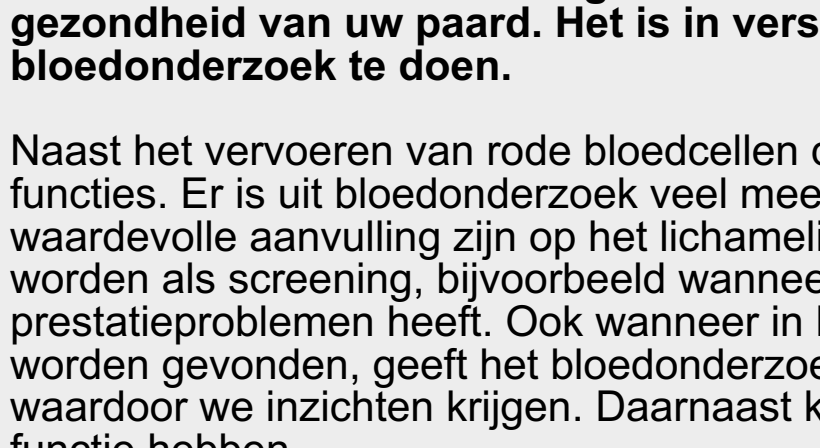 gezondheid van uw paard. Het is in vers
bloedonderzoek te doen.
Naast het vervoeren van rode bloedcellen
functies. Er is uit bloedonderzoek veel mee
waardevolle aanvulling zijn op het lichameli
worden als screening, bijvoorbeeld wannee
prestatieproblemen heeft. Ook wanneer in
worden gevonden, geeft het bloedonderzoe
waardoor we inzichten krijgen. Daarnaast k
functie hebben